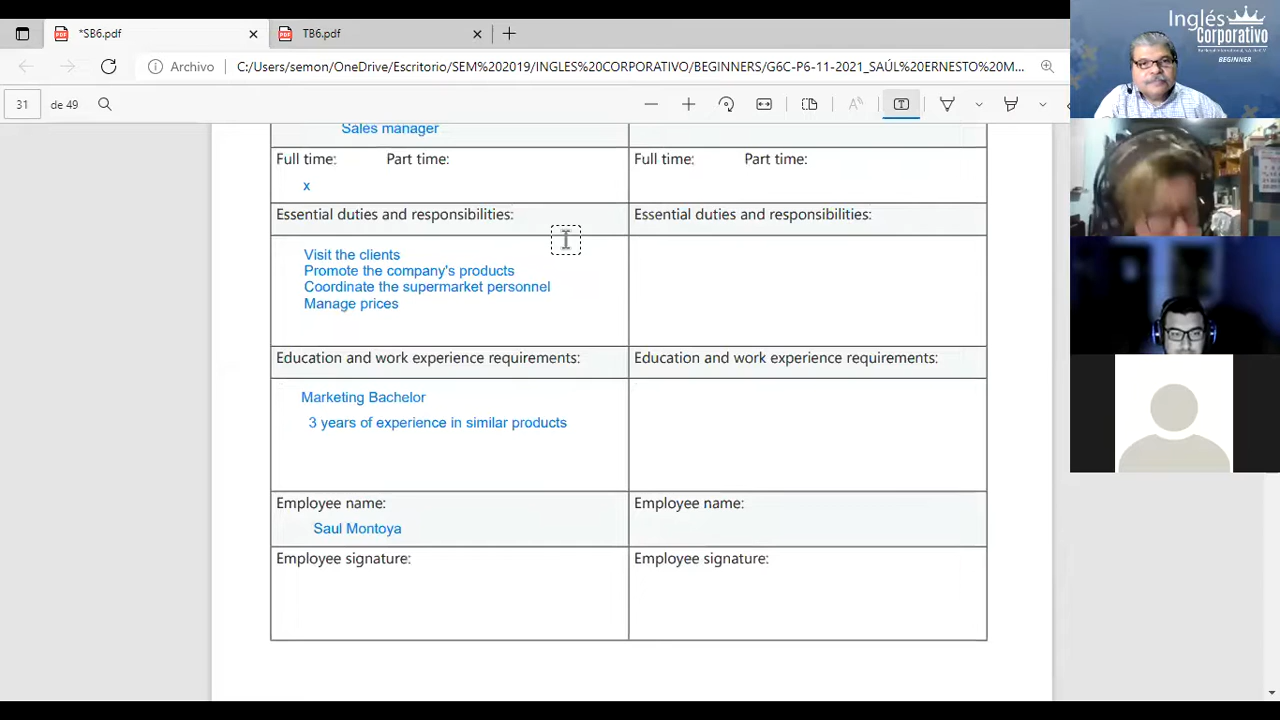 *SB6.pdf
TB6.pdf
Archivo C:/Users/semon/OneDrive/Escritorio/SEM%202019/INGLES%20CORPORATIVO/BEGINNERS/G6C-P6-11-2021_SAÚL%20ERNESTO%20M...
31 de 49
Inglés
Corporativo
BEGINNER
Sales manager
Full time: Part time:
x
Full time: Part time:
Essential duties and responsibilities:
Essential duties and responsibilities:
Visit the clients
Promote the company's products
Coordinate the supermarket personnel
Manage prices
Education and work experience requirements:
Education and work experience requirements:
Marketing Bachelor
3 years of experience in similar products
Employee name:
Saul Montoya
Employee name:
Employee signature:
Employee signature: